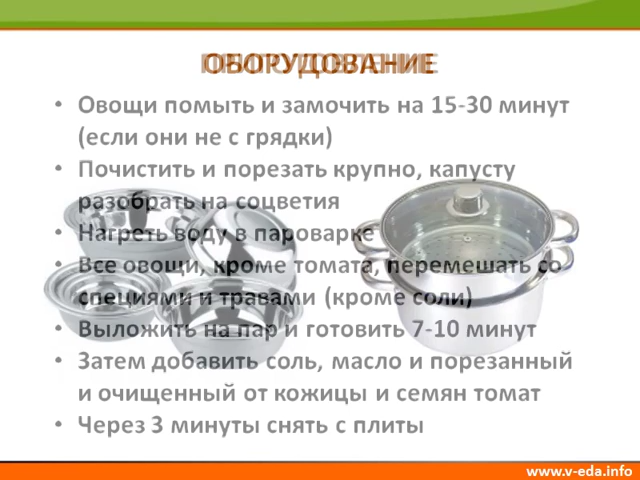 ОБОРУДОВАНИЕ
• Овощи помыть и замочить на 15-30 минут
(если они не с грядки)
• Почистить и порезать крупно, капусту
разобрать на соцветия
• Нагреть воду в пароварке
• Все овощи, кроме томата, перемешать со
специями и травами (кроме соли)
• Выложить на пар и готовить 7-10 минут
• Затем добавить соль, масло и порезанный
и очищенный от кожицы и семян томат
• Через 3 минуты снять с плиты
www.v-eda.info